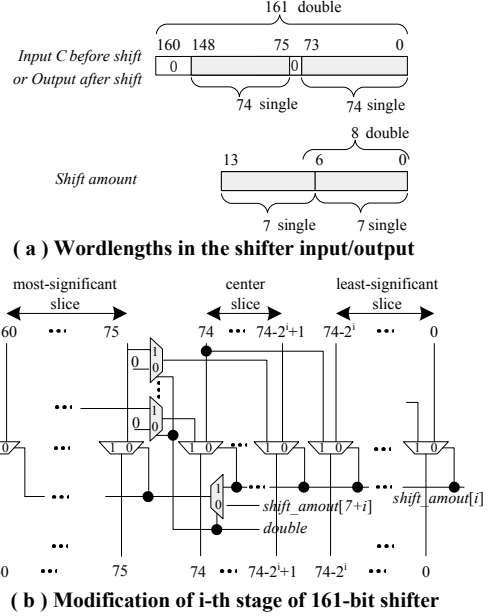 161 double
Input C before shift
or Output after shift
160 148 75 73 0
0 0
74 single 74 single
8 double
Shift amount
13 6 0
7 single 7 single
( a ) Wordlengths in the shifter input/output
most-significant slice
center slice
least-significant slice
60 ••• 75 74 ••• 74-2^i+1 74-2^i ••• 0
0 1 0
0 1 0
1 0 1 0 1 0 1 0 1 0
1 0
shift_amout[7+i]
shift_amout[i]
double
0 75 74 74-2^i+1 74-2^i 0
( b ) Modification of i-th stage of 161-bit shifter